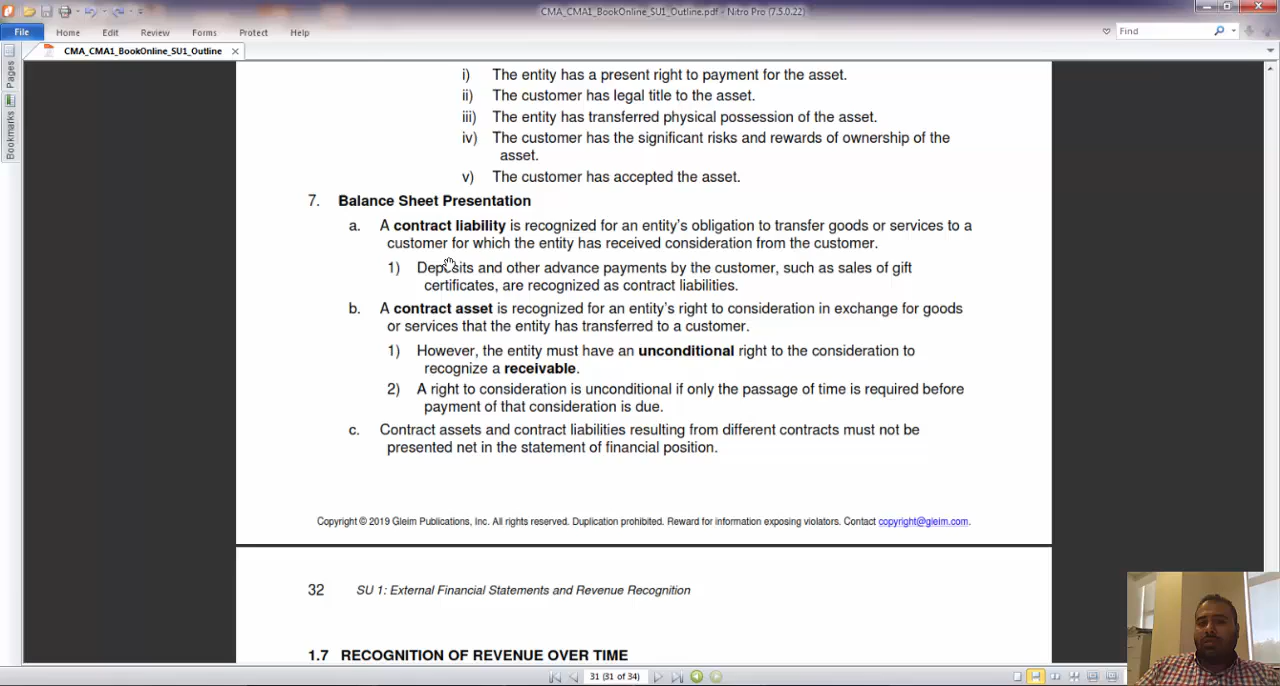 CMA_CMA1_BookOnline_SU1_Outline.pdf - Nitro Pro (7.5.0.22)
File Home Edit Review Forms Protect Help
Find
CMA_CMA1_BookOnline_SU1_Outline
Pages
Bookmarks
i) The entity has a present right to payment for the asset.
ii) The customer has legal title to the asset.
iii) The entity has transferred physical possession of the asset.
iv) The customer has the significant risks and rewards of ownership of the
asset.
v) The customer has accepted the asset.
7. Balance Sheet Presentation
a. A contract liability is recognized for an entity's obligation to transfer goods or services to a
customer for which the entity has received consideration from the customer.
1) Deposits and other advance payments by the customer, such as sales of gift
certificates, are recognized as contract liabilities.
b. A contract asset is recognized for an entity's right to consideration in exchange for goods
or services that the entity has transferred to a customer.
1) However, the entity must have an unconditional right to the consideration to
recognize a receivable.
2) A right to consideration is unconditional if only the passage of time is required before
payment of that consideration is due.
c. Contract assets and contract liabilities resulting from different contracts must not be
presented net in the statement of financial position.
Copyright © 2019 Gleim Publications, Inc. All rights reserved. Duplication prohibited. Reward for information exposing violators. Contact copyright@gleim.com.
32 SU 1: External Financial Statements and Revenue Recognition
1.7 RECOGNITION OF REVENUE OVER TIME
31 (31 of 34)